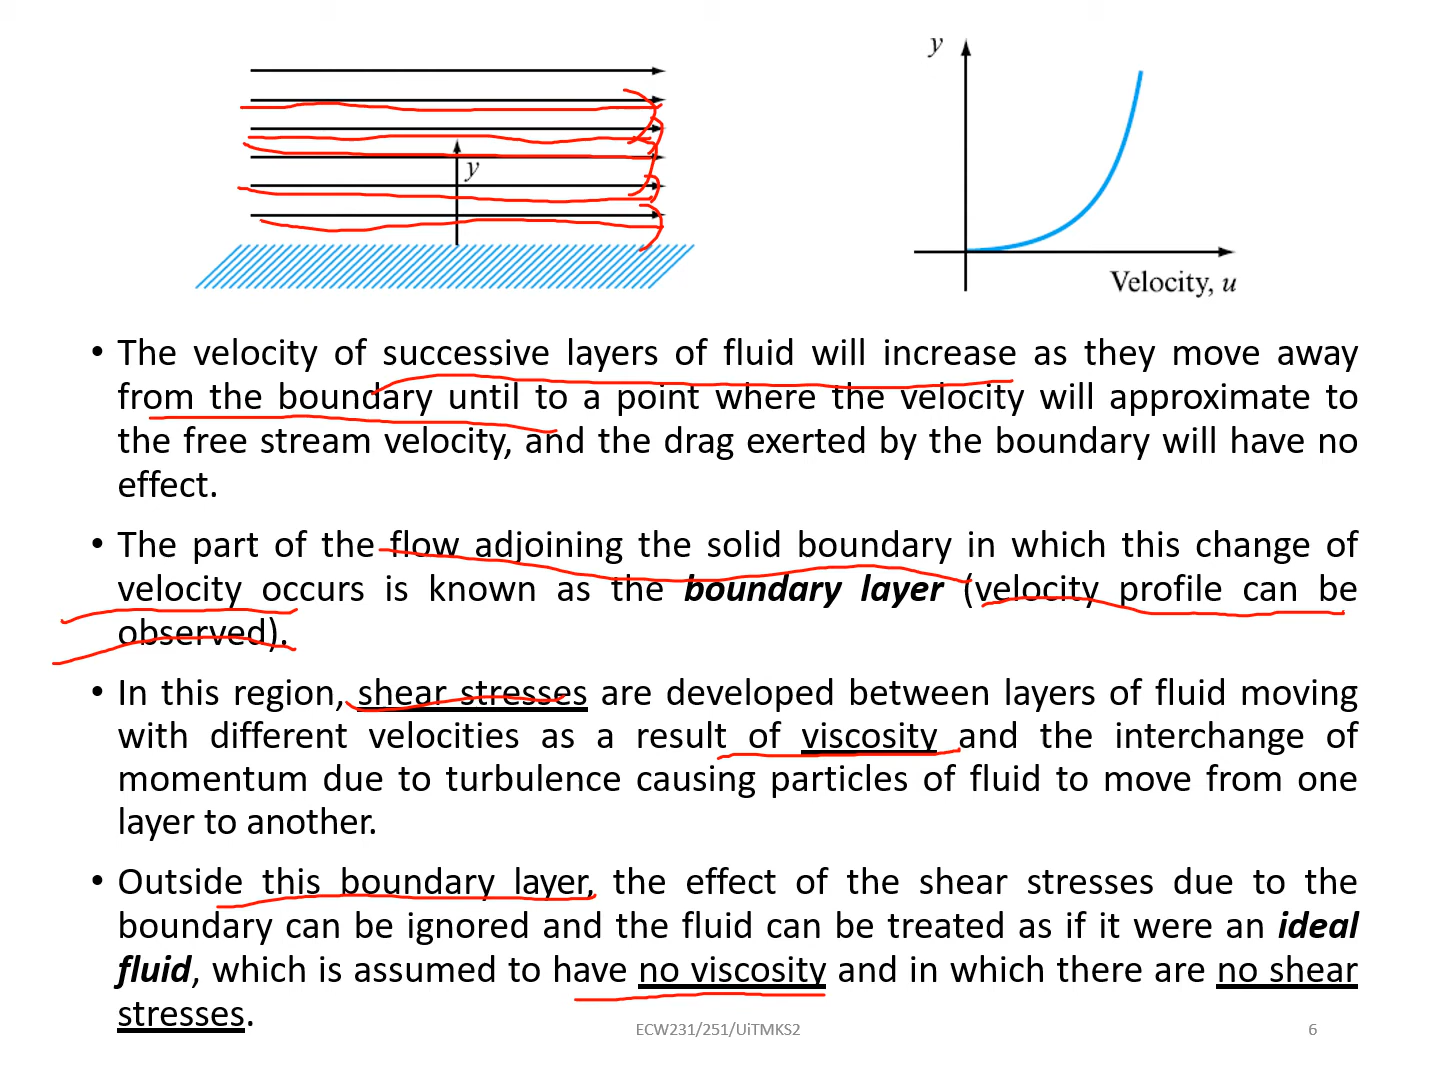 y
y
Velocity, u
• The velocity of successive layers of fluid will increase as they move away
from the boundary until to a point where the velocity will approximate to
the free stream velocity, and the drag exerted by the boundary will have no
effect.
• The part of the flow adjoining the solid boundary in which this change of
velocity occurs is known as the boundary layer (velocity profile can be
observed).
• In this region, shear stresses are developed between layers of fluid moving
with different velocities as a result of viscosity and the interchange of
momentum due to turbulence causing particles of fluid to move from one
layer to another.
• Outside this boundary layer, the effect of the shear stresses due to the
boundary can be ignored and the fluid can be treated as if it were an ideal
fluid, which is assumed to have no viscosity and in which there are no shear
stresses.
ECW231/251/UiTMKS2
6